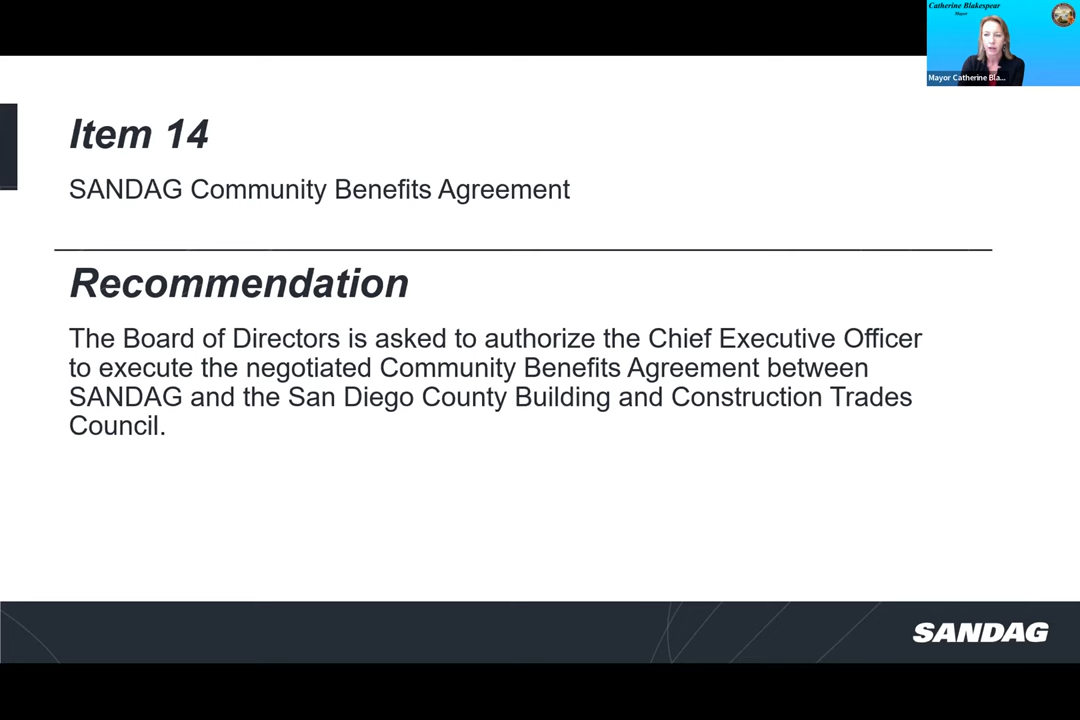 Catherine Blakespear
Mayor
Mayor Catherine Bla...
Item 14
SANDAG Community Benefits Agreement
Recommendation
The Board of Directors is asked to authorize the Chief Executive Officer
to execute the negotiated Community Benefits Agreement between
SANDAG and the San Diego County Building and Construction Trades
Council.
SANDAG